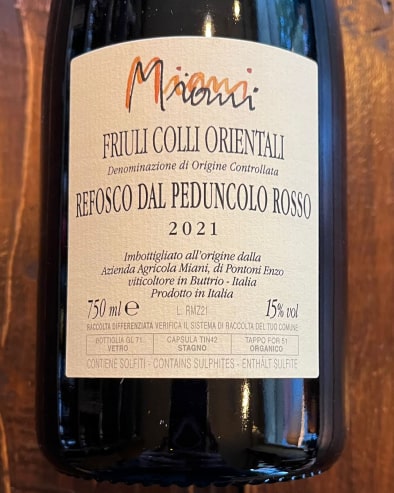 Miani
FRIULI COLLI ORIENTALI
Denominazione di Origine Controllata
REFOSCO DAL PEDUNCOLO ROSSO
2021
Imbottigliato all'origine dalla
Azienda Agricola Miani, di Pontoni Enzo
viticoltore in Buttrio - Italia
Prodotto in Italia
750 ml e L. RMZ21 15% vol
RACCOLTA DIFFERENZIATA VERIFICA IL SISTEMA DI RACCOLTA DEL TUO COMUNE
BOTTIGLIA GL 71 CAPSULA TIN42 TAPPO FOR 51
VETRO STAGNO ORGANICO
CONTIENE SOLFITI - CONTAINS SULPHITES - ENTHÄLT SULFITE